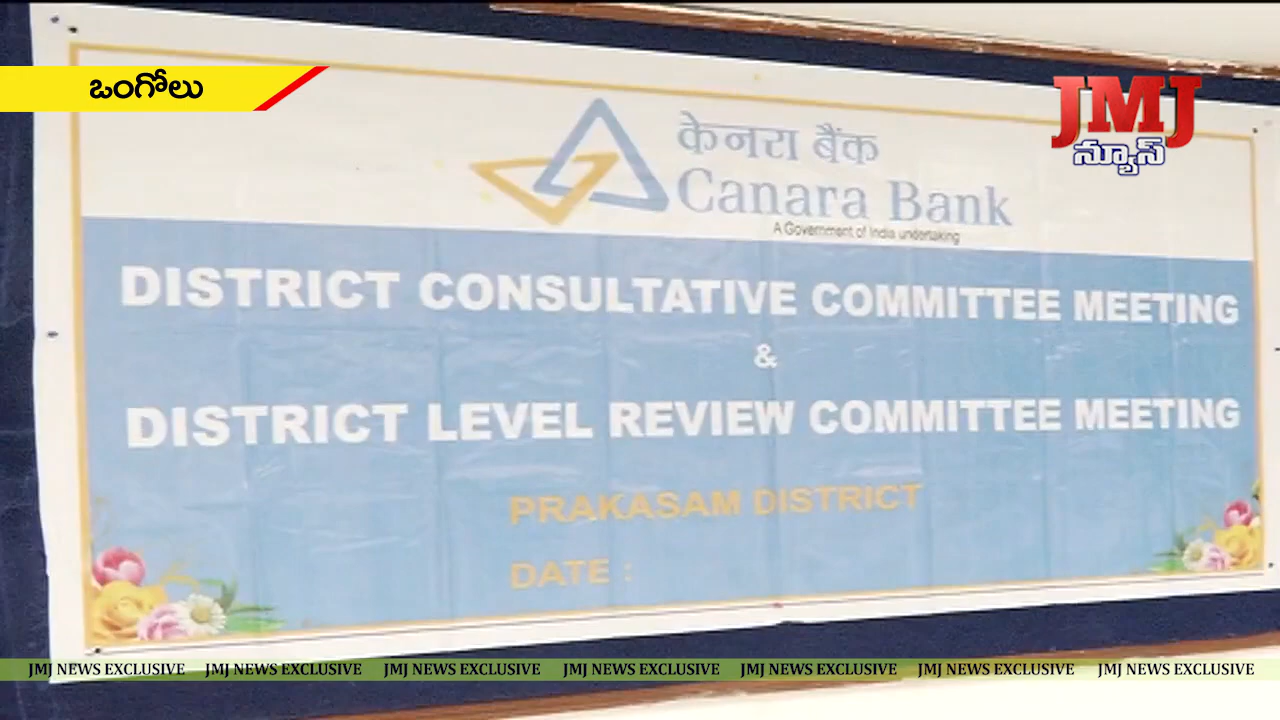 ఒంగోలు
JMJ
న్యూస్
केनरा बैंक
Canara Bank
A Government of India undertaking
DISTRICT CONSULTATIVE COMMITTEE MEETING
&
DISTRICT LEVEL REVIEW COMMITTEE MEETING
PRAKASAM DISTRICT
DATE :
JMJ NEWS EXCLUSIVE JMJ NEWS EXCLUSIVE JMJ NEWS EXCLUSIVE JMJ NEWS EXCLUSIVE JMJ NEWS EXCLUSIVE JMJ NEWS EXCLUSIVE JMJ NEWS EXCLUSIVE